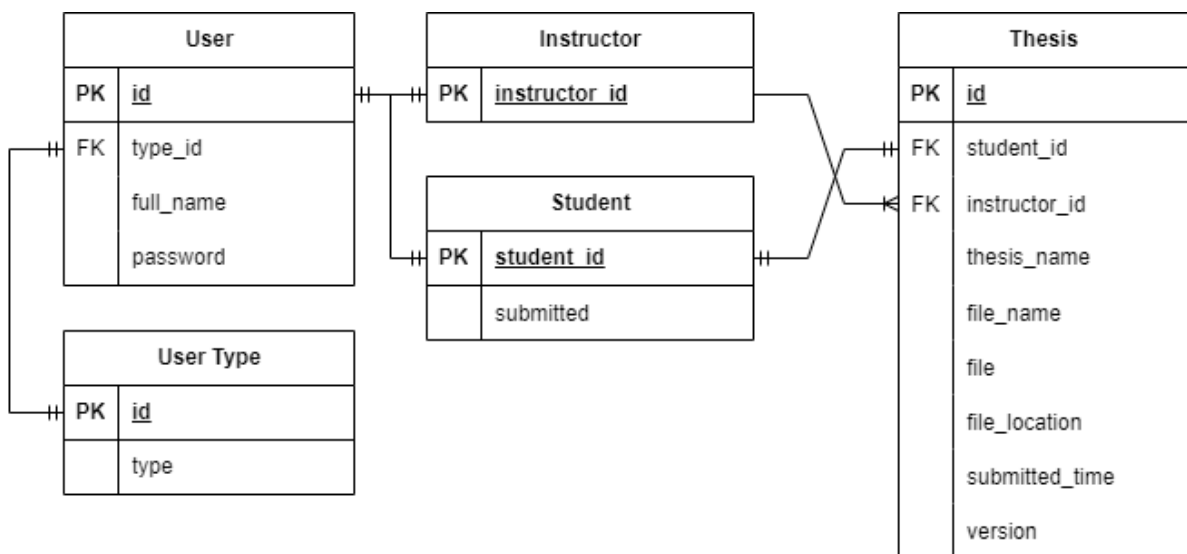 User
PK id
FK type_id
full_name
password
User Type
PK id
type
Instructor
PK instructor_id
Student
PK student_id
submitted
Thesis
PK id
FK student_id
FK instructor_id
thesis_name
file_name
file
file_location
submitted_time
version